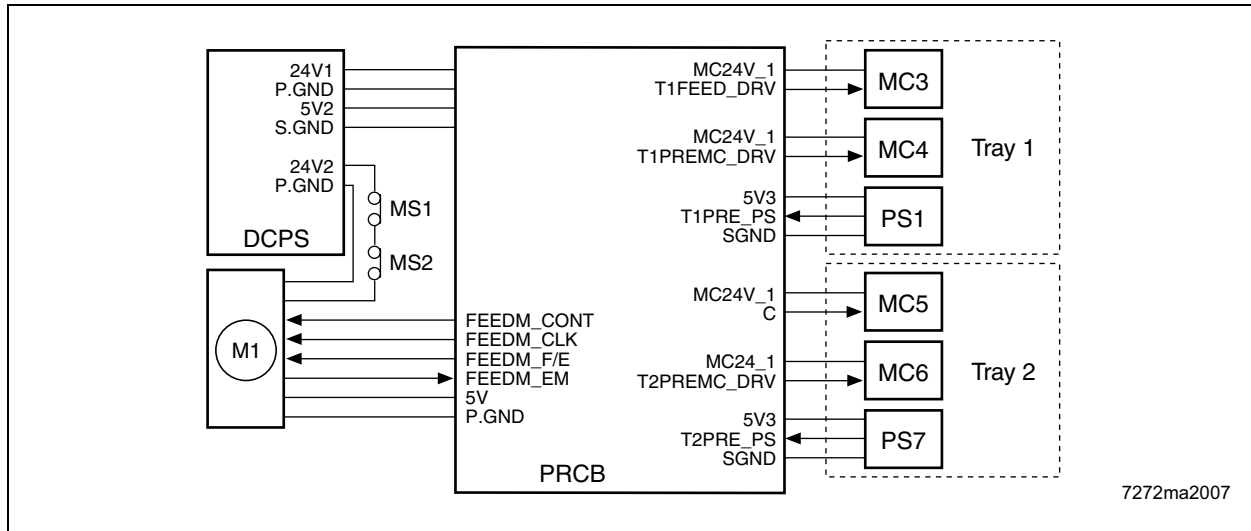 24V1
P.GND
5V2
S.GND
24V2
P.GND
DCPS
MS1
MS2
M1
FEEDM_CONT
FEEDM_CLK
FEEDM_F/E
FEEDM_EM
5V
P.GND
PRCB
MC24V_1
T1FEED_DRV
MC3
MC24V_1
T1PREMC_DRV
MC4
Tray 1
5V3
T1PRE_PS
SGND
PS1
MC24V_1
C
MC5
MC24_1
T2PREMC_DRV
MC6
Tray 2
5V3
T2PRE_PS
SGND
PS7
7272ma2007